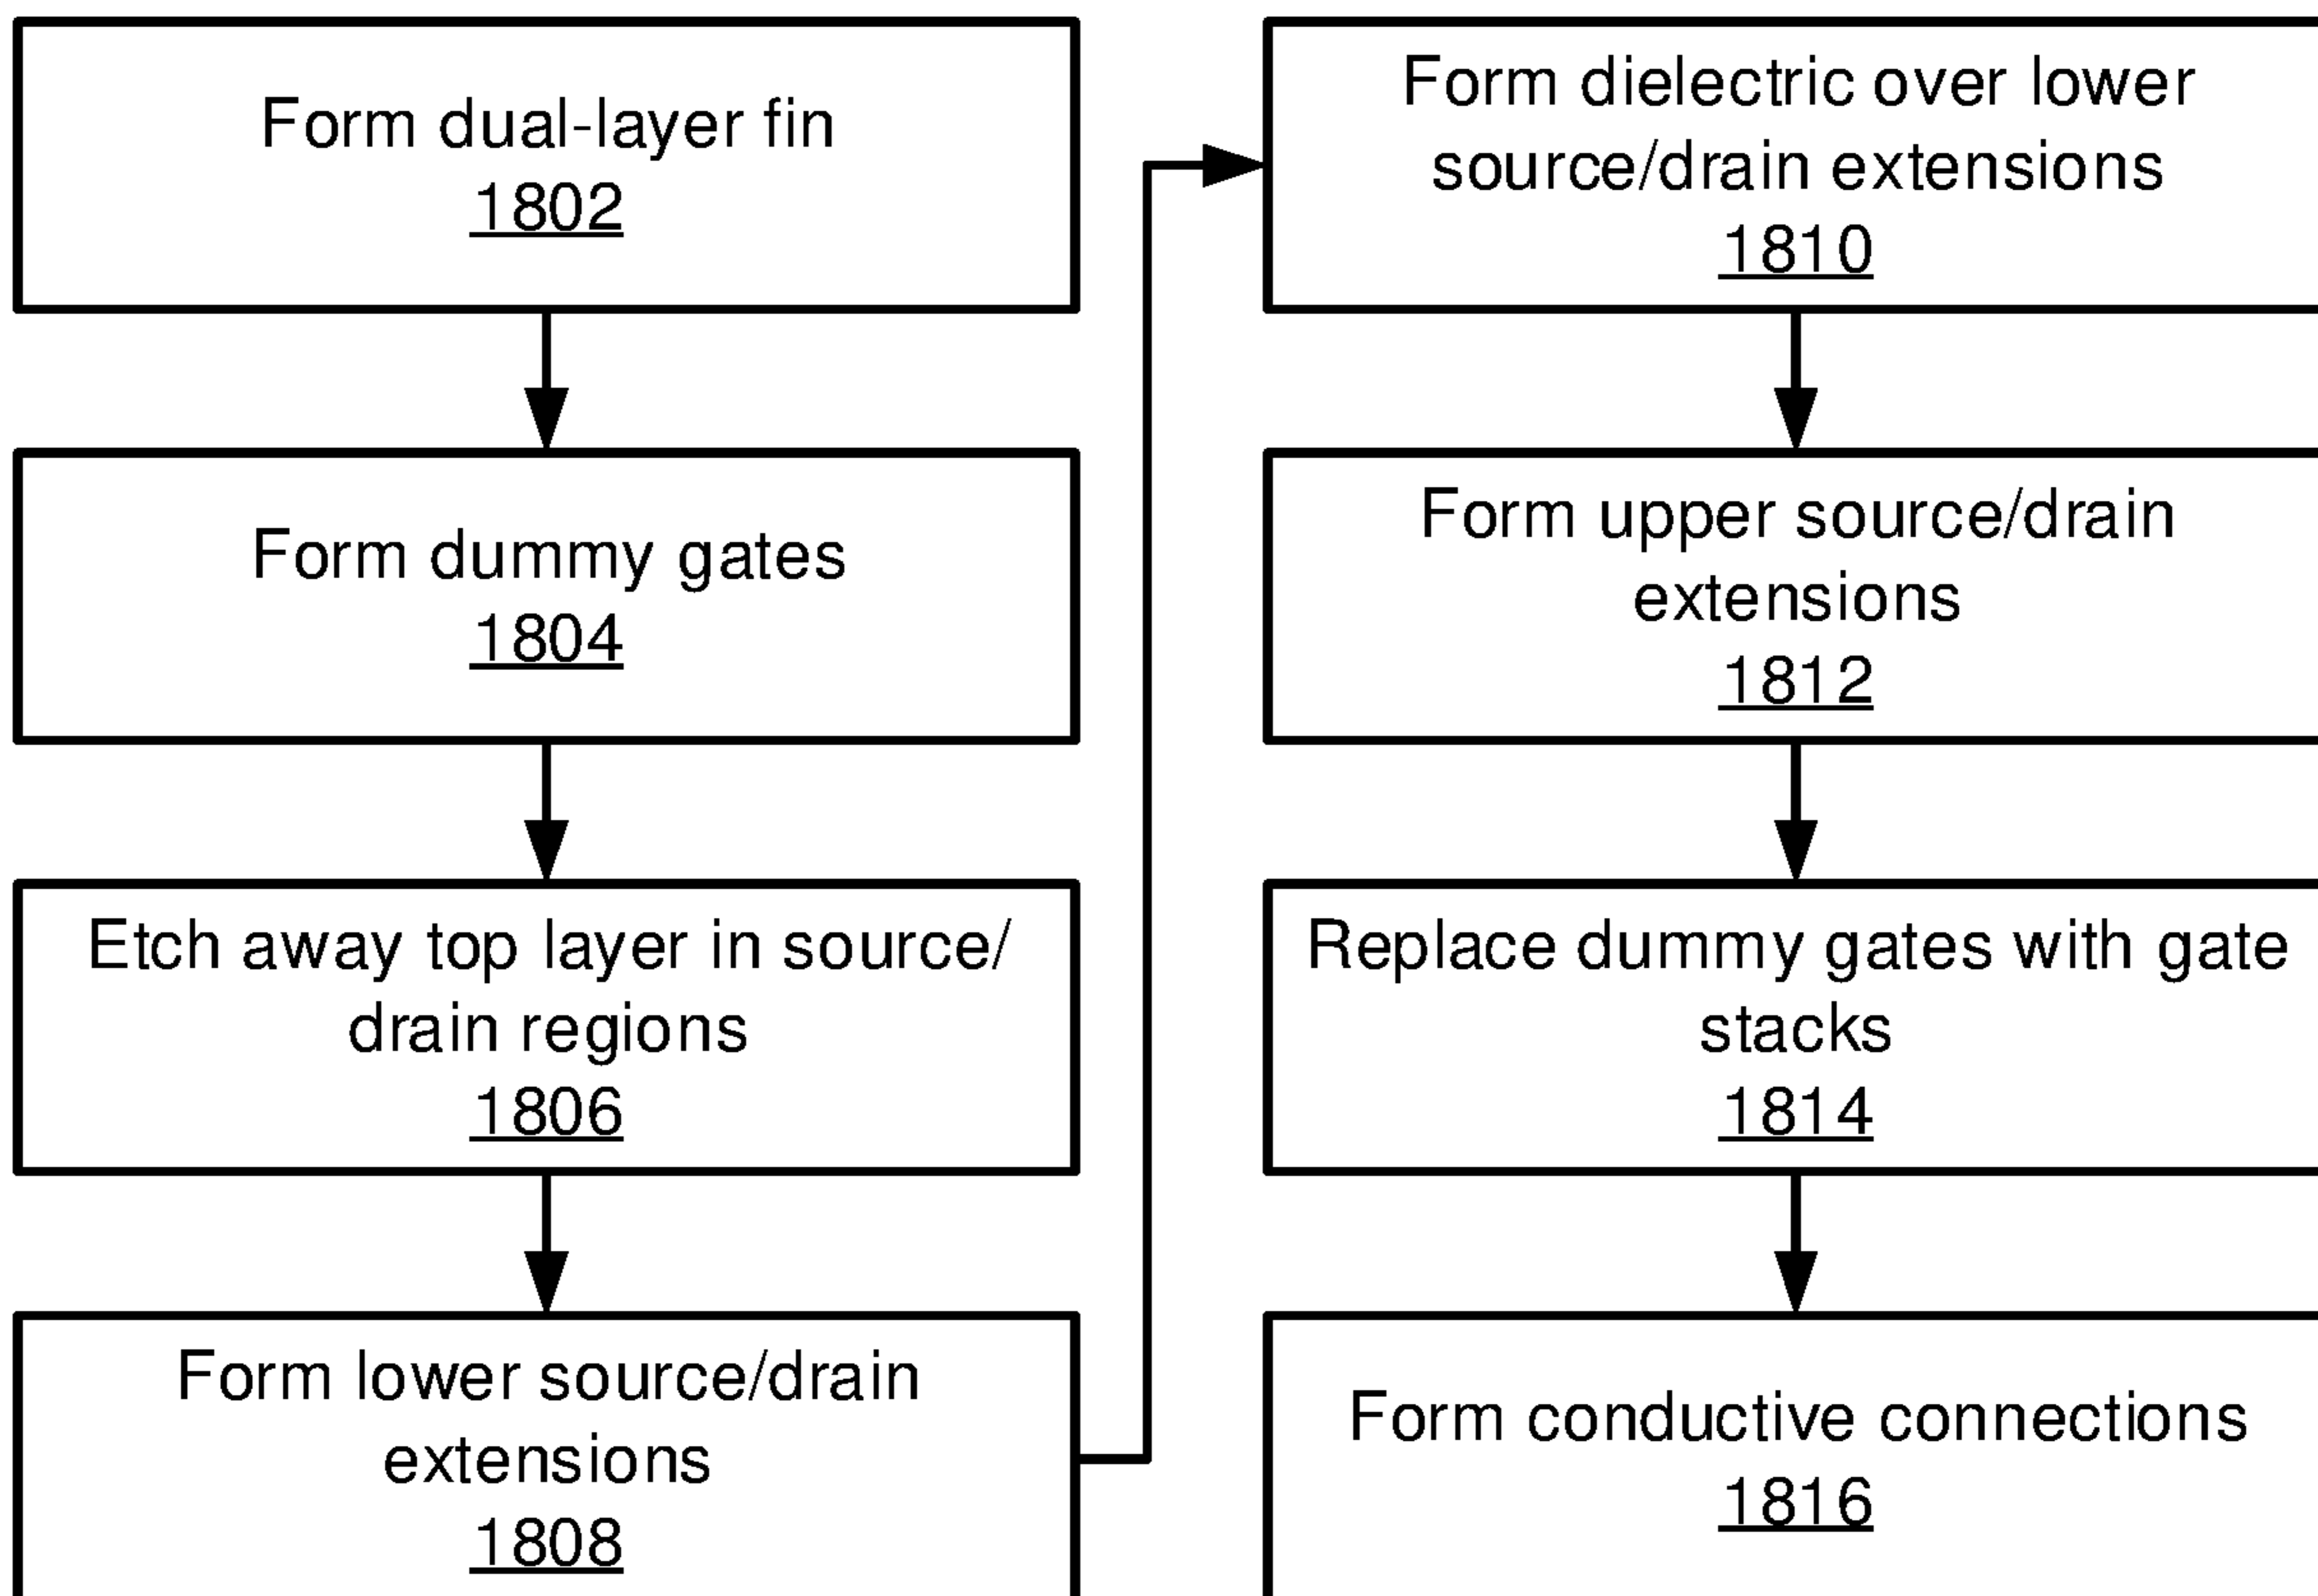 Form dual-layer fin
1802
Form dummy gates
1804
Etch away top layer in source/
drain regions
1806
Form lower source/drain
extensions
1808
Form dielectric over lower
source/drain extensions
1810
Form upper source/drain
extensions
1812
Replace dummy gates with gate
stacks
1814
Form conductive connections
1816